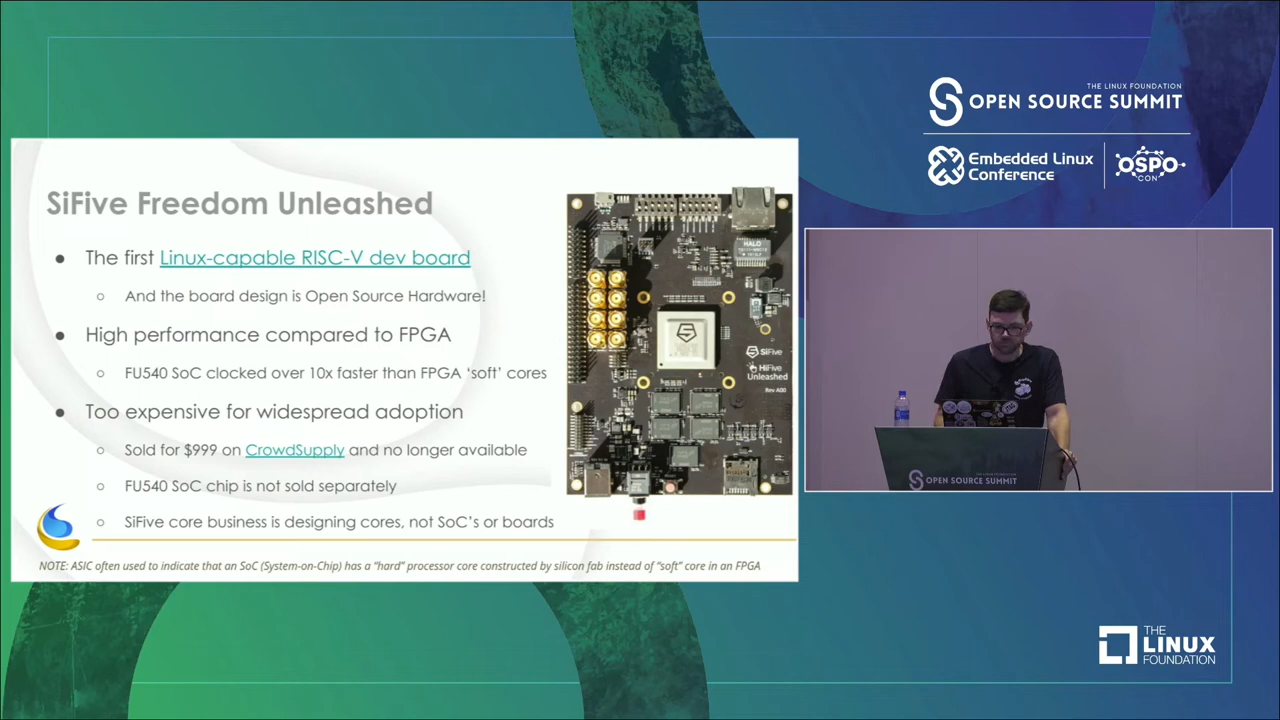 THE LINUX FOUNDATION
OPEN SOURCE SUMMIT
Embedded Linux
Conference
OSPO
CON
SiFive Freedom Unleashed
● The first Linux-capable RISC-V dev board
○ And the board design is Open Source Hardware!
● High performance compared to FPGA
○ FU540 SoC clocked over 10x faster than FPGA ‘soft’ cores
● Too expensive for widespread adoption
○ Sold for $999 on CrowdSupply and no longer available
○ FU540 SoC chip is not sold separately
○ SiFive core business is designing cores, not SoC’s or boards
NOTE: ASIC often used to indicate that an SoC (System-on-Chip) has a “hard” processor core constructed by silicon fab instead of “soft” core in an FPGA
HALO
SiFive
HiFive
Unleashed
Rev A00
OPEN SOURCE SUMMIT
THE
LINUX
FOUNDATION